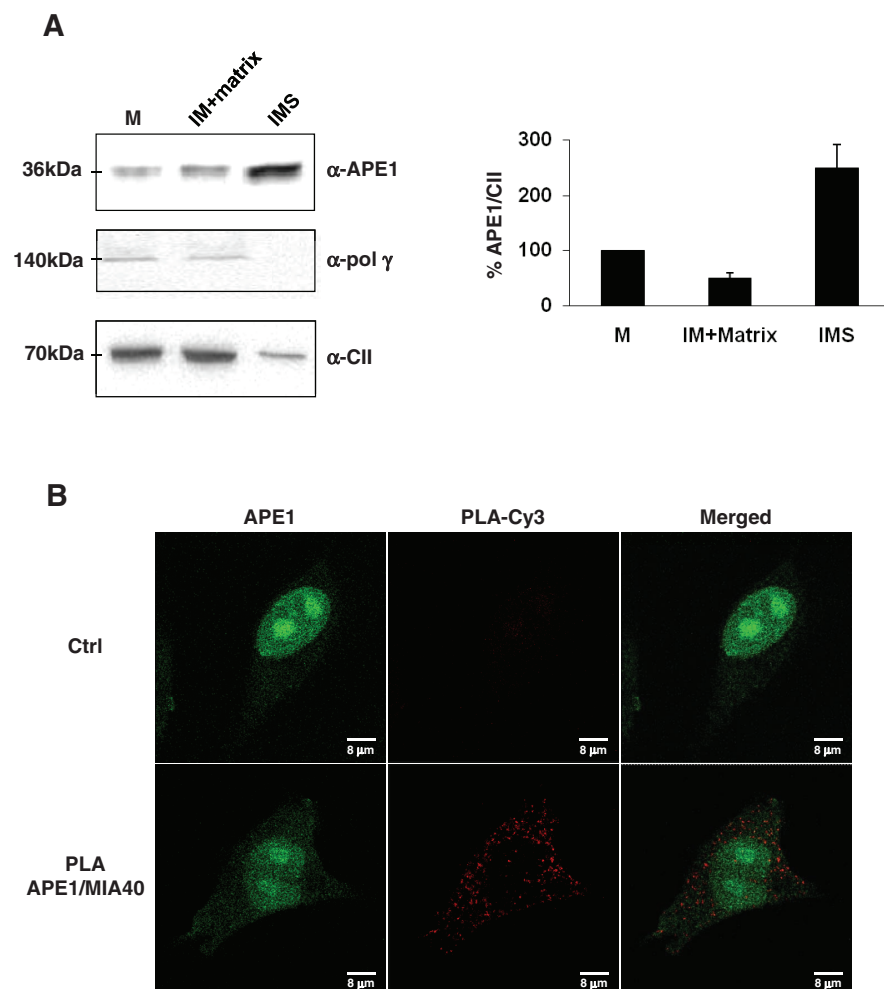 A
M
IM+matrix
IMS
36kDa
α-APE1
140kDa
α-pol γ
70kDa
α-CII
% APE1/CII
300
200
100
0
M
IM+Matrix
IMS
B
APE1
PLA-Cy3
Merged
Ctrl
8 µm
8 µm
8 µm
PLA
APE1/MIA40
8 µm
8 µm
8 µm